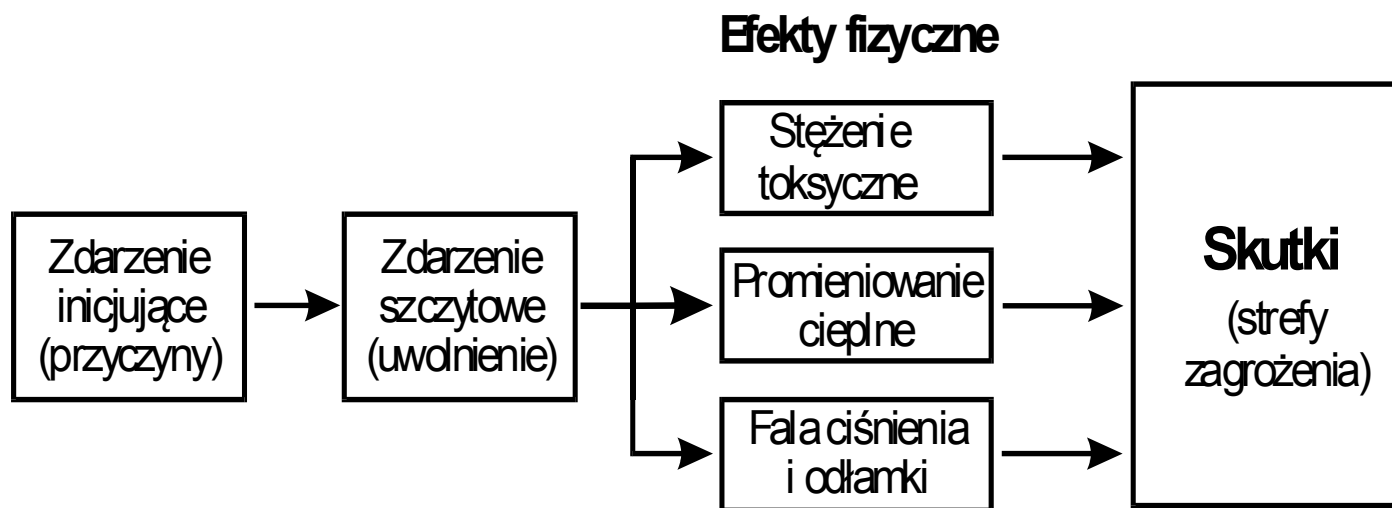 Efekty fizyczne
Zdarzenie
inicjujące
(przyczyny)
Zdarzenie
szczytowe
(uwolnienie)
Stężenie
toksyczne
Promieniowanie
cieplne
Fala ciśnienia
i odłamki
Skutki
(strefy
zagrożenia)